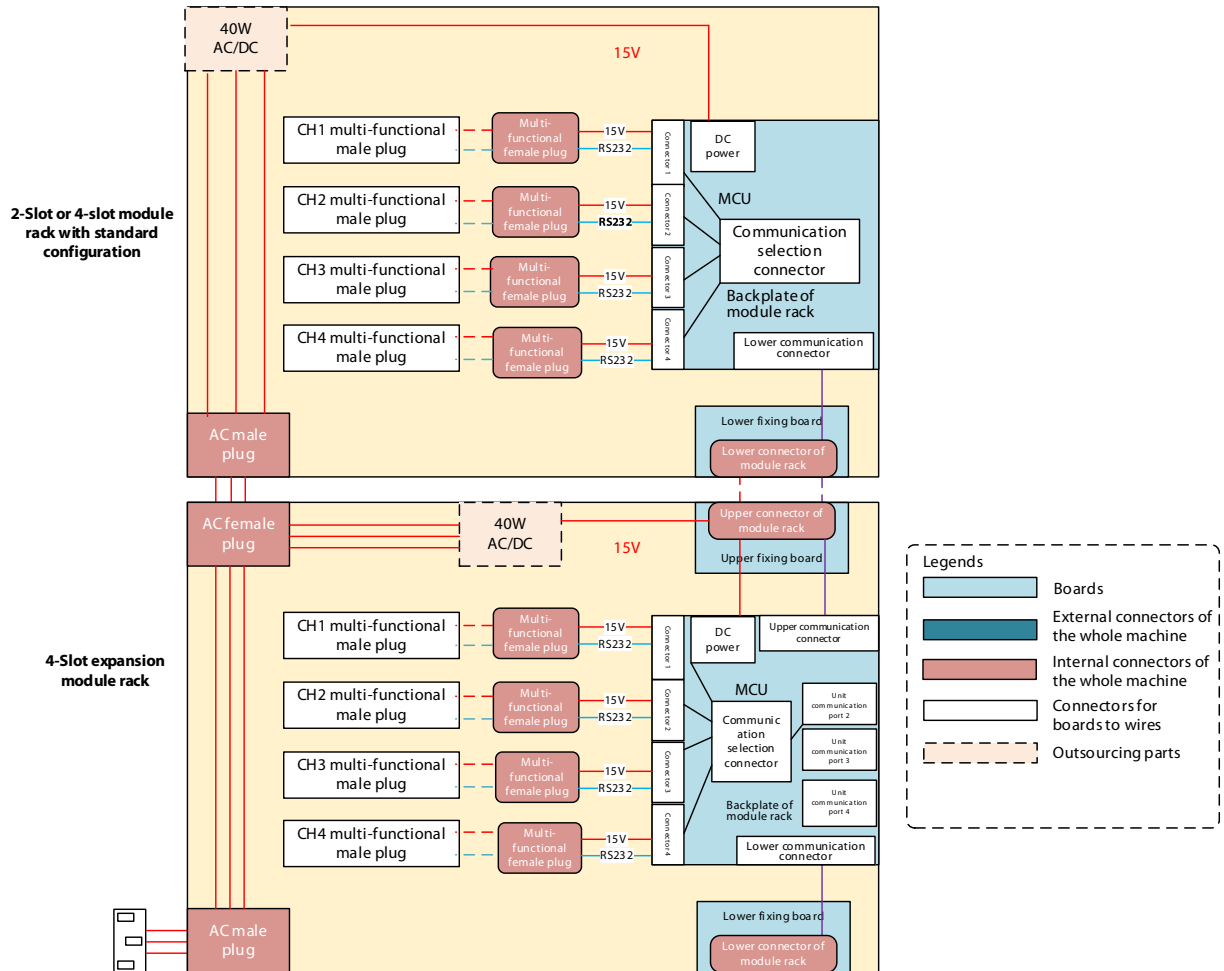 40W
AC/DC
15V
2-Slot or 4-slot module
rack with standard
configuration
CH1 multi-functional
male plug
Multi-
functional
female plug
15V
RS232
Connector 1
DC
power
MCU
CH2 multi-functional
male plug
Multi-
functional
female plug
15V
RS232
Connector 2
Communication
selection
connector
CH3 multi-functional
male plug
Multi-
functional
female plug
15V
RS232
Connector 3
Backplate of
module rack
CH4 multi-functional
male plug
Multi-
functional
female plug
15V
RS232
Connector 4
Lower communication
connector
AC male
plug
Lower fixing board
Lower connector of
module rack
AC female
plug
40W
AC/DC
15V
Upper connector of
module rack
Upper fixing board
4-Slot expansion
module rack
CH1 multi-functional
male plug
Multi-
functional
female plug
15V
RS232
Connector 1
DC
power
Upper communication
connector
MCU
CH2 multi-functional
male plug
Multi-
functional
female plug
15V
RS232
Connector 2
Communic
ation
selection
connector
Unit
communication
port 2
Unit
communication
port 3
Unit
communication
port 4
CH3 multi-functional
male plug
Multi-
functional
female plug
15V
RS232
Connector 3
Backplate of
module rack
CH4 multi-functional
male plug
Multi-
functional
female plug
15V
RS232
Connector 4
Lower communication
connector
AC male
plug
Lower fixing board
Lower connector of
module rack
Legends
Boards
External connectors of
the whole machine
Internal connectors of
the whole machine
Connectors for
boards to wires
Outsourcing parts